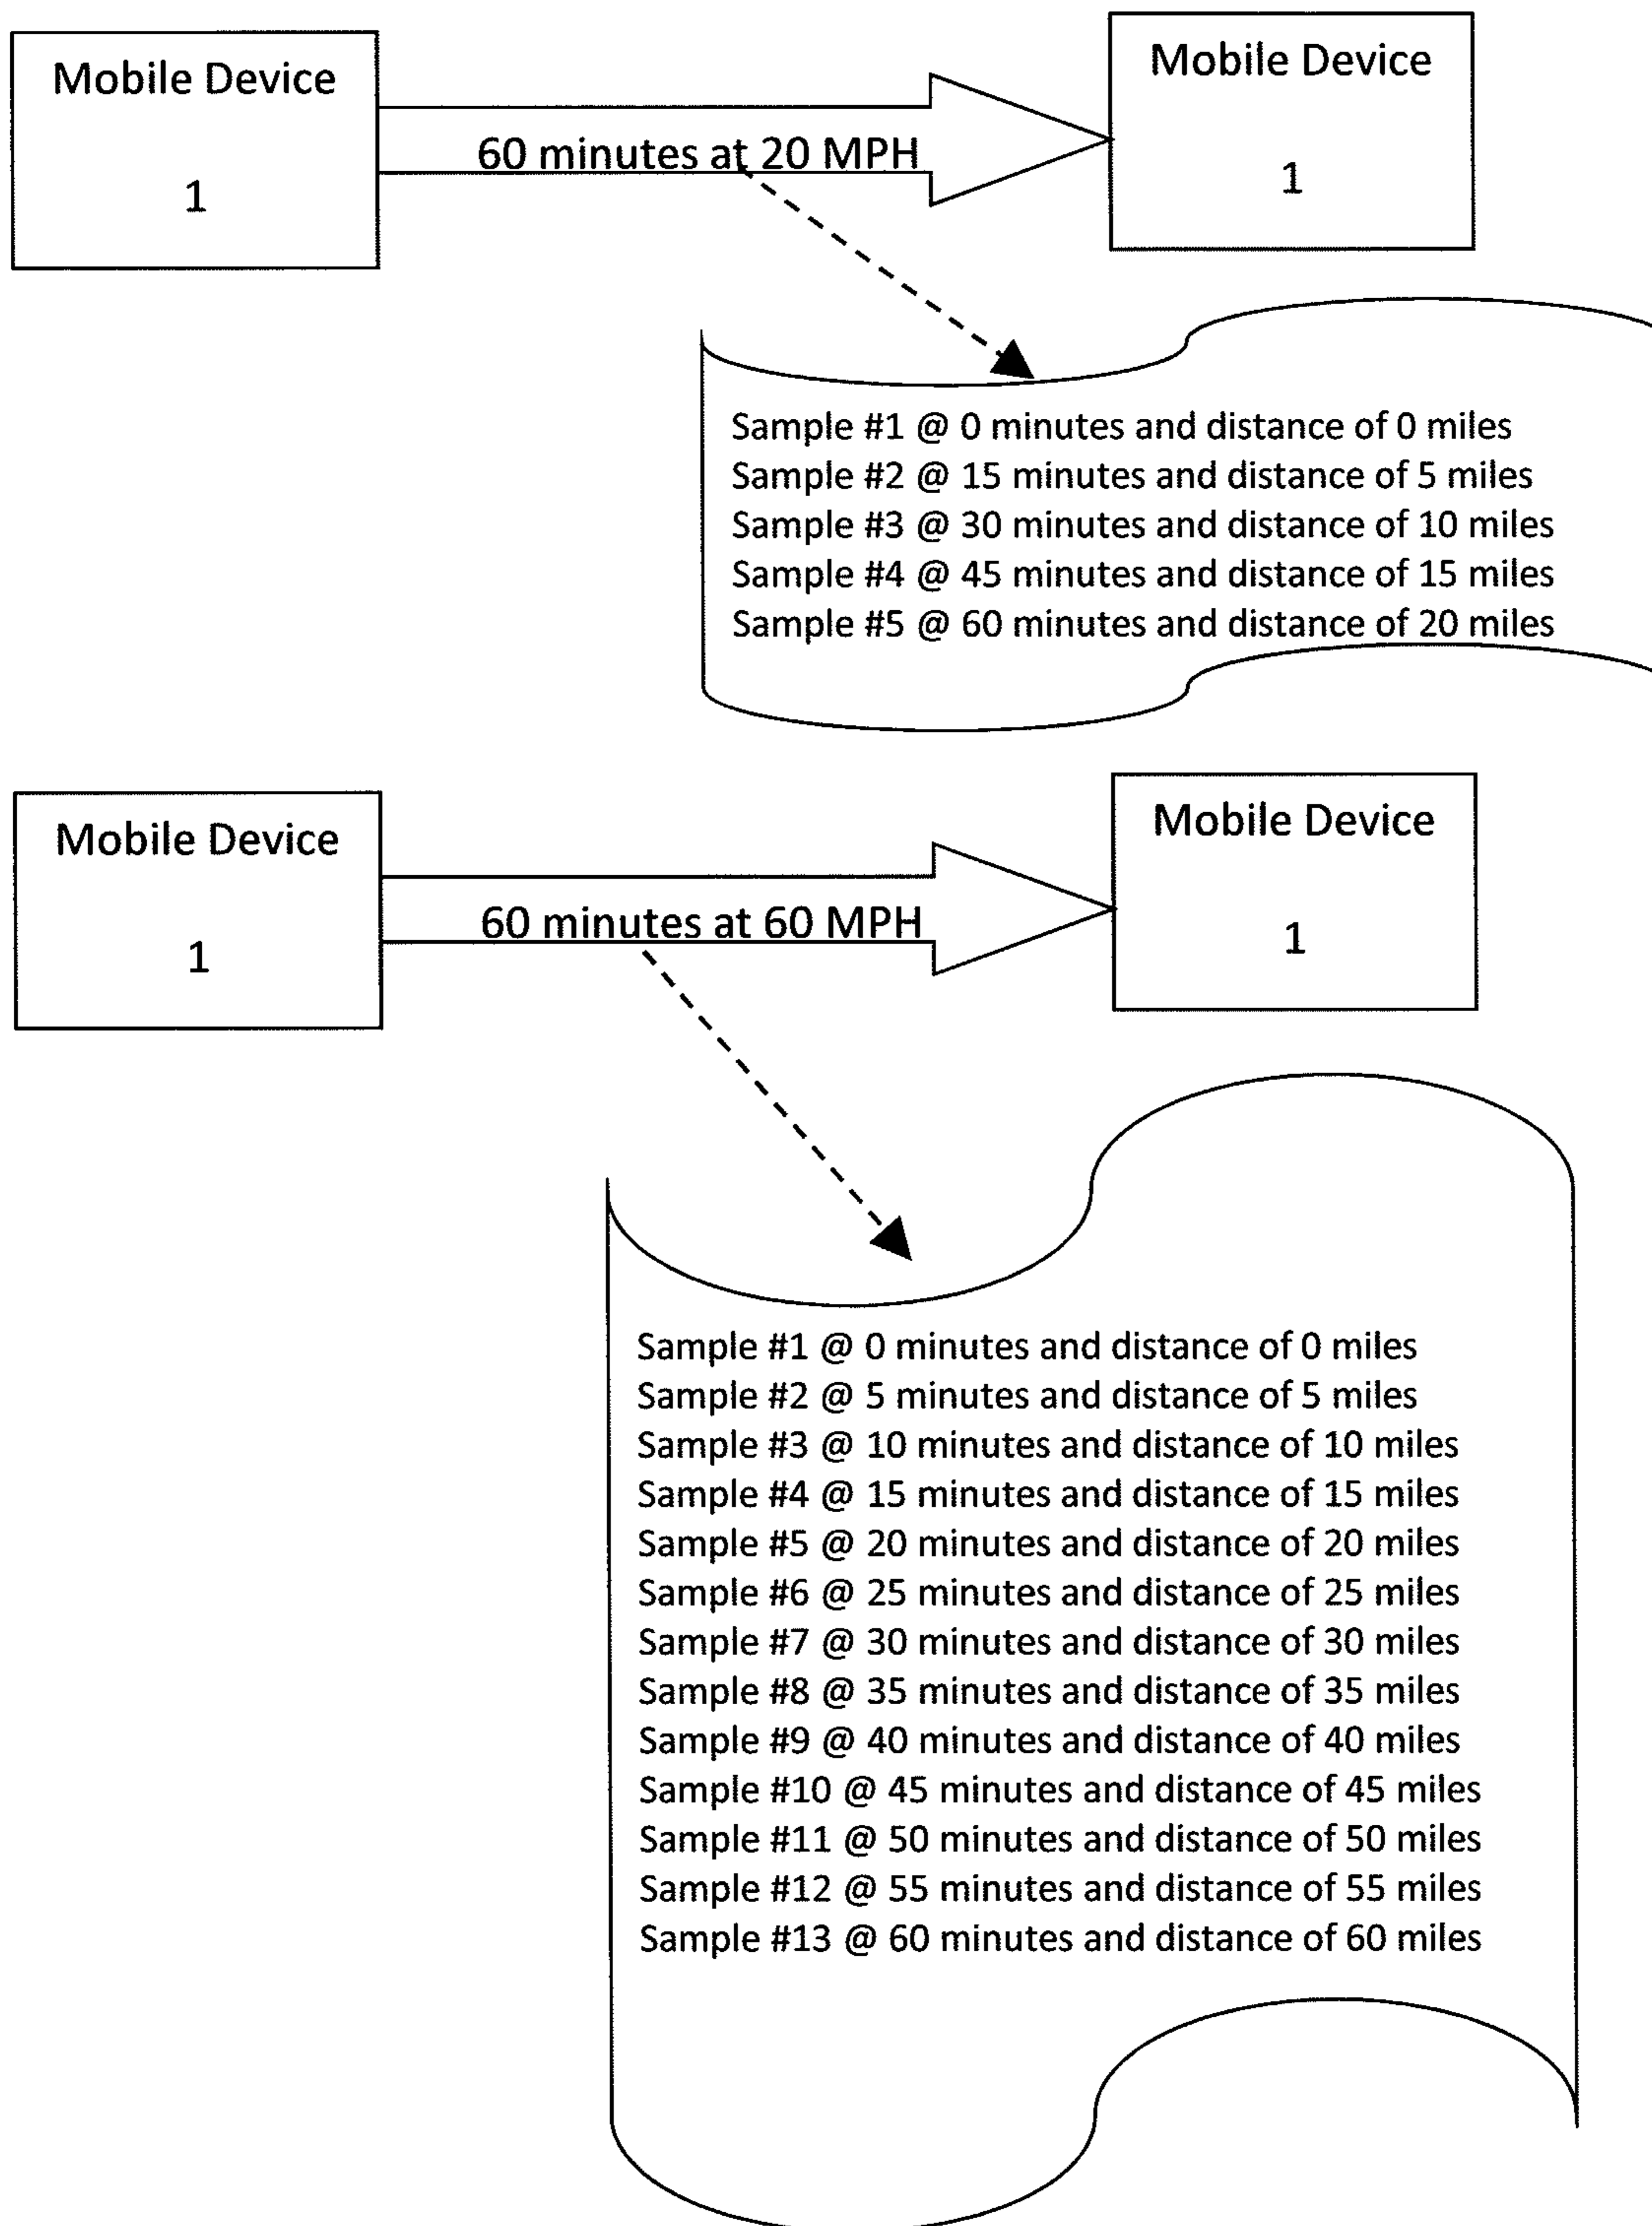 Mobile Device
1
60 minutes at 20 MPH
Mobile Device
1
Sample #1 @ 0 minutes and distance of 0 miles
Sample #2 @ 15 minutes and distance of 5 miles
Sample #3 @ 30 minutes and distance of 10 miles
Sample #4 @ 45 minutes and distance of 15 miles
Sample #5 @ 60 minutes and distance of 20 miles
Mobile Device
1
60 minutes at 60 MPH
Mobile Device
1
Sample #1 @ 0 minutes and distance of 0 miles
Sample #2 @ 5 minutes and distance of 5 miles
Sample #3 @ 10 minutes and distance of 10 miles
Sample #4 @ 15 minutes and distance of 15 miles
Sample #5 @ 20 minutes and distance of 20 miles
Sample #6 @ 25 minutes and distance of 25 miles
Sample #7 @ 30 minutes and distance of 30 miles
Sample #8 @ 35 minutes and distance of 35 miles
Sample #9 @ 40 minutes and distance of 40 miles
Sample #10 @ 45 minutes and distance of 45 miles
Sample #11 @ 50 minutes and distance of 50 miles
Sample #12 @ 55 minutes and distance of 55 miles
Sample #13 @ 60 minutes and distance of 60 miles